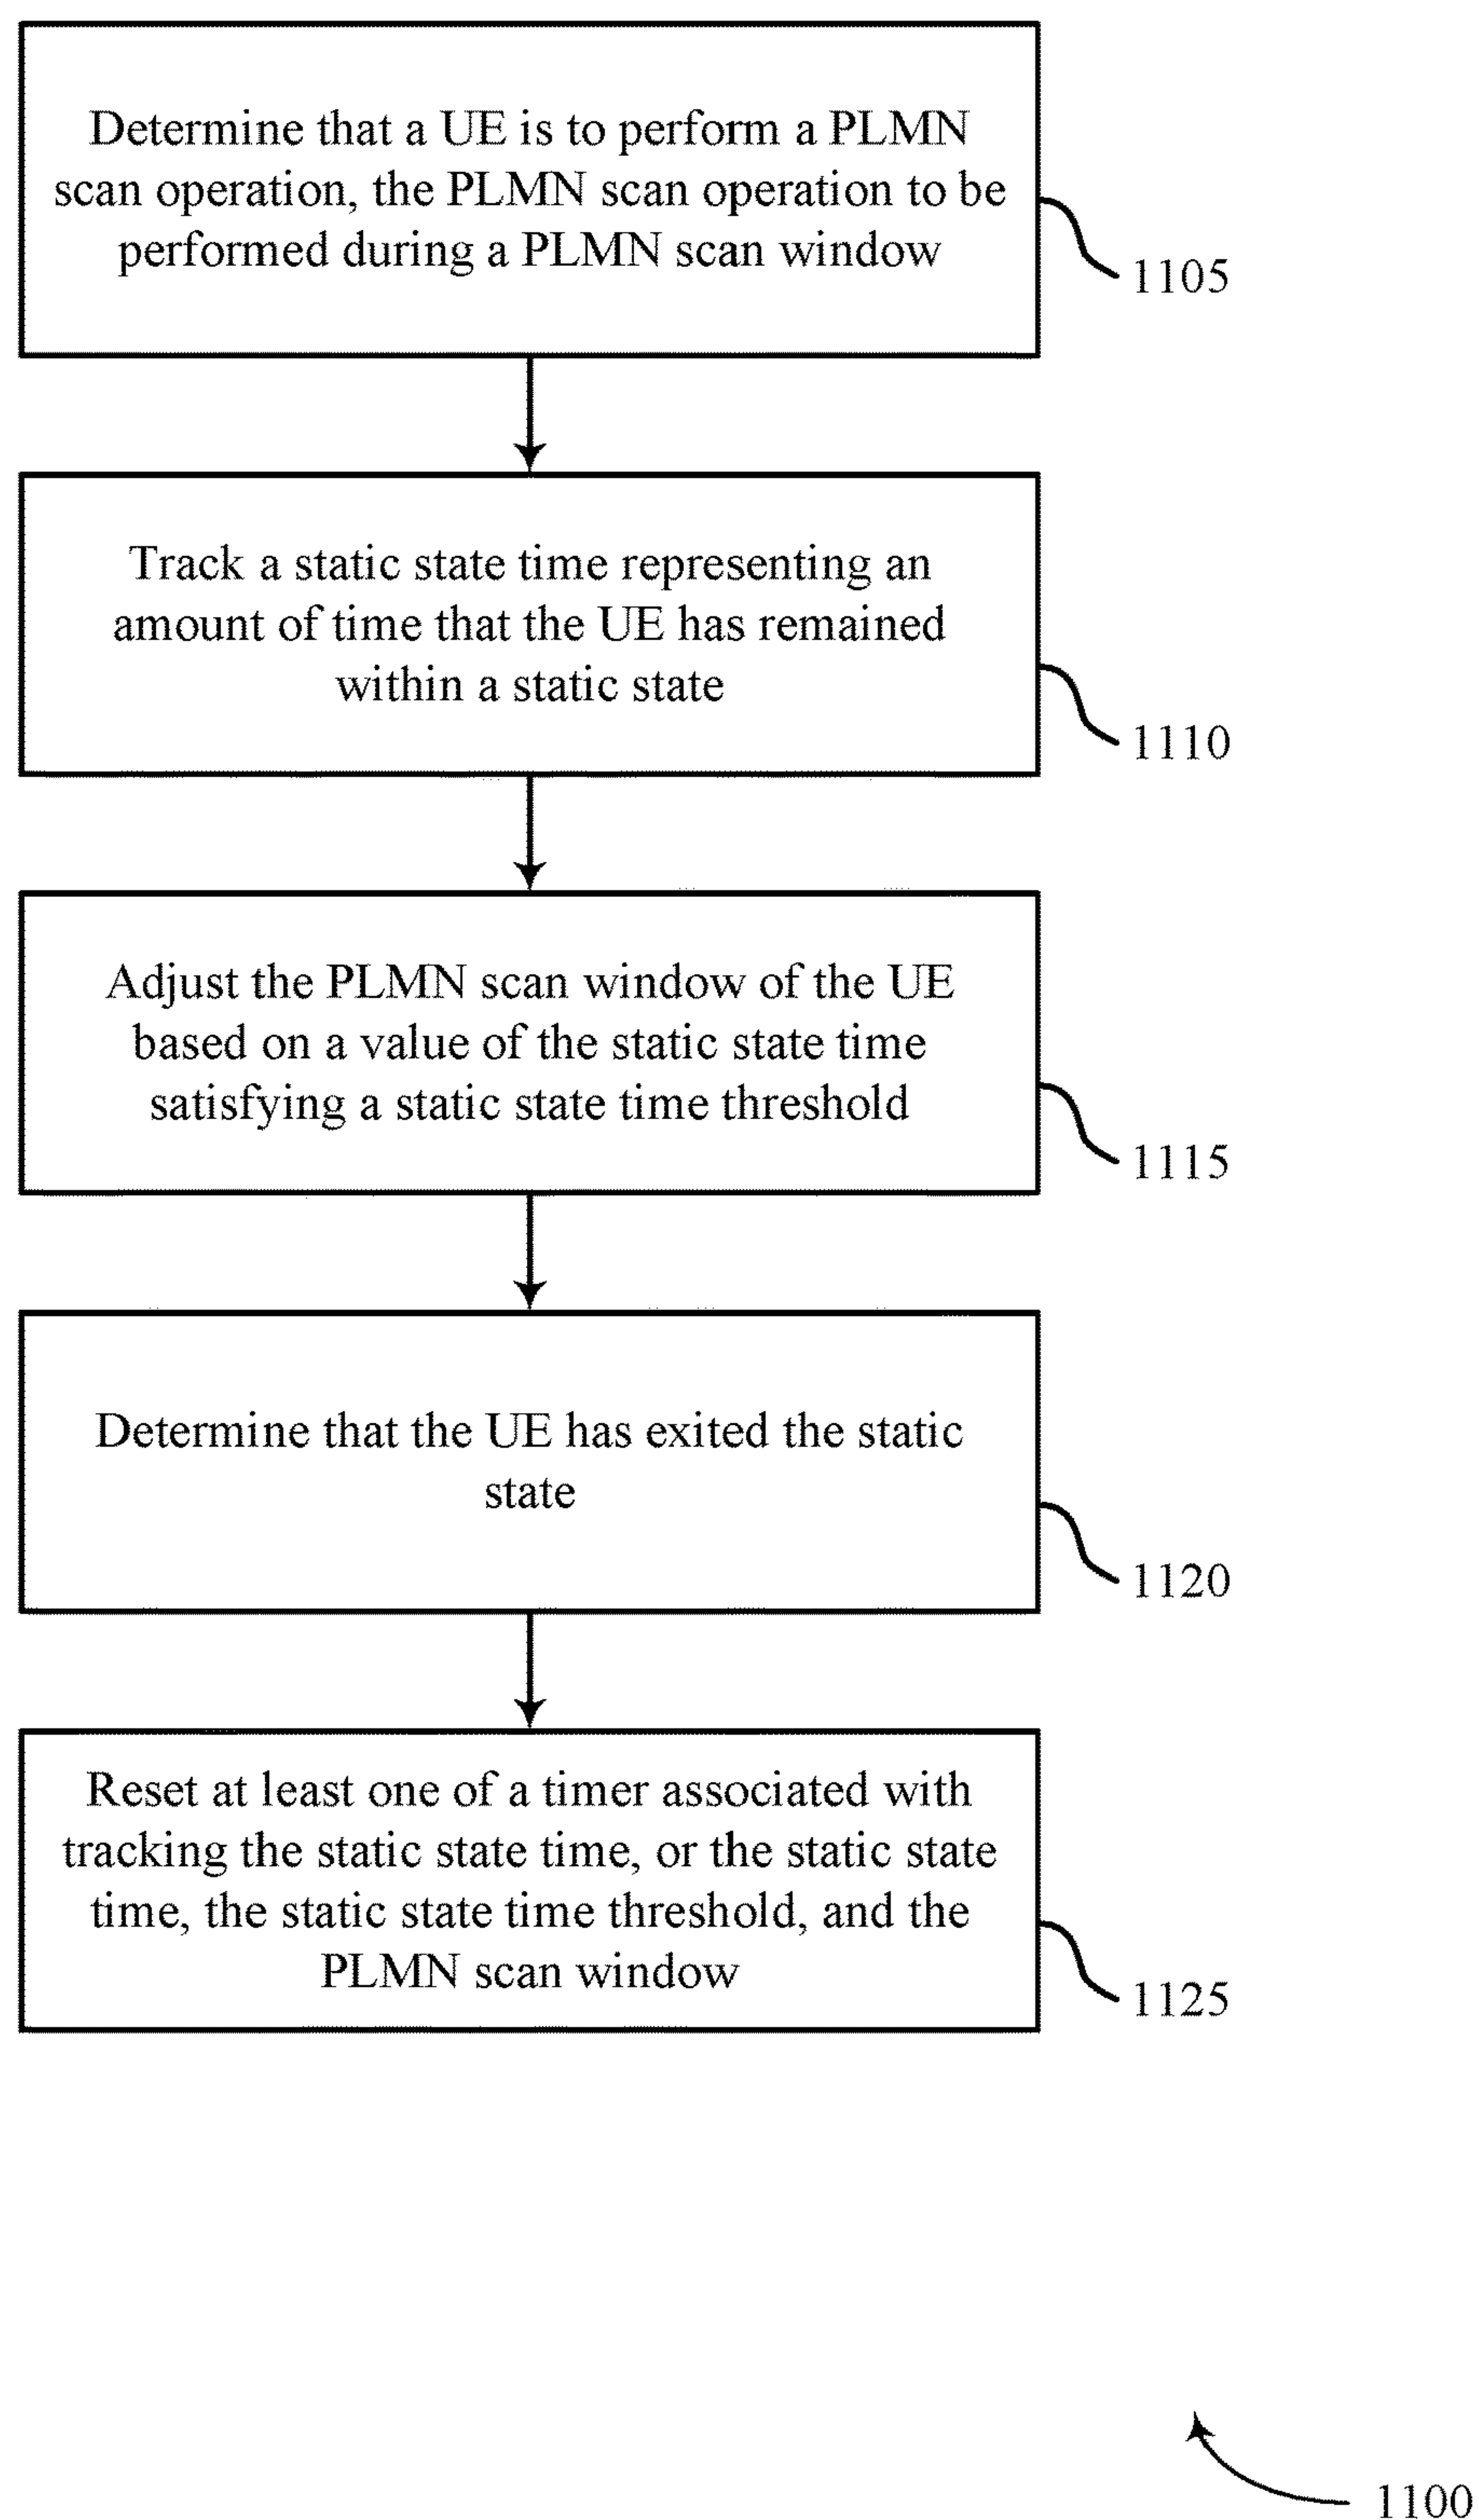 Determine that a UE is to perform a PLMN
scan operation, the PLMN scan operation to be
performed during a PLMN scan window
1105
Track a static state time representing an
amount of time that the UE has remained
within a static state
1110
Adjust the PLMN scan window of the UE
based on a value of the static state time
satisfying a static state time threshold
1115
Determine that the UE has exited the static
state
1120
Reset at least one of a timer associated with
tracking the static state time, or the static state
time, the static state time threshold, and the
PLMN scan window
1125
1100